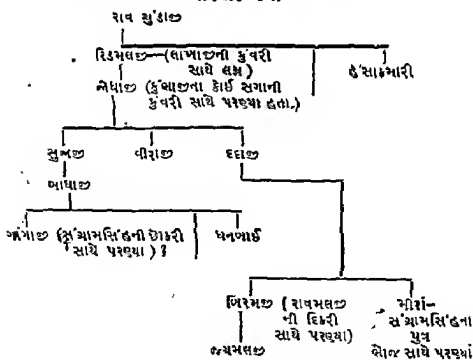 રાવ ચુંડાજી
રિડમલજી—(લાખાજીની કુંવરી
સાથે લગ્ન)
હંસાકુમારી
જોધાજી (કુંભાજીના કોઈ સગાની
કુંવરી સાથે પરણ્યા હતા.)
સુજાજી વીરાજી દદાજી
બાઘાજી
ગાંગાજી (સંગ્રામસિંહની છોકરી
સાથે પરણ્યા)
ધનબાઈ
બિરમજી (રાયમલજી
ની દિકરી
સાથે પરણ્યા)
જયમલજી
મીરાં—
સંગ્રામસિંહના
પુત્ર
ભોજ સાથે પરણ્યાં